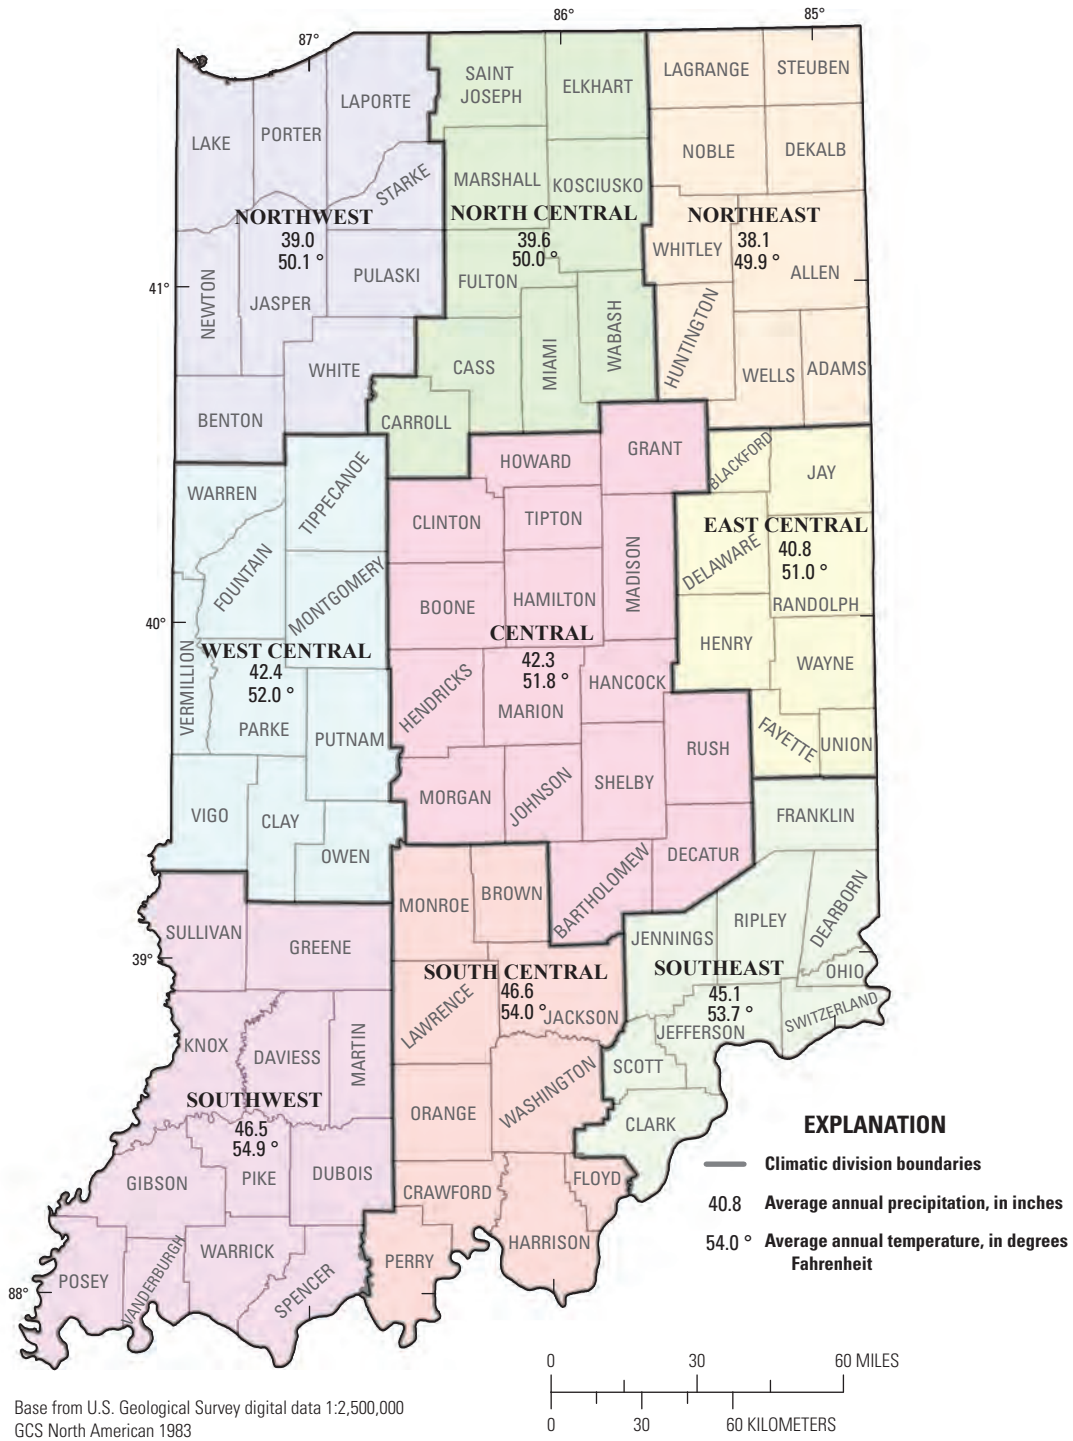 86°
85°
87°
SAINT
JOSEPH
ELKHART
LAGRANGE
STEUBEN
LAPORTE
LAKE
PORTER
NOBLE
DEKALB
STARKE
MARSHALL
KOSCIUSKO
NORTHWEST
39.0
50.1 °
NORTH CENTRAL
39.6
50.0 °
NORTHEAST
38.1
49.9 °
WHITLEY
ALLEN
41°
NEWTON
JASPER
PULASKI
FULTON
MIAMI
WABASH
HUNTINGTON
WHITE
CASS
WELLS
ADAMS
BENTON
CARROLL
GRANT
HOWARD
BLACKFORD
JAY
WARREN
TIPPECANOE
CLINTON
TIPTON
MADISON
EAST CENTRAL
40.8
51.0 °
DELAWARE
RANDOLPH
FOUNTAIN
MONTGOMERY
BOONE
HAMILTON
40°
CENTRAL
42.3
51.8 °
HENRY
WAYNE
WEST CENTRAL
42.4
52.0 °
VERMILLION
PARKE
PUTNAM
HENDRICKS
MARION
HANCOCK
RUSH
FAYETTE
UNION
VIGO
CLAY
OWEN
MORGAN
JOHNSON
SHELBY
FRANKLIN
DECATUR
BARTHOLOMEW
MONROE
BROWN
SULLIVAN
GREENE
JENNINGS
RIPLEY
DEARBORN
39°
SOUTH CENTRAL
46.6
54.0 °
SOUTHEAST
45.1
53.7 °
OHIO
LAWRENCE
JACKSON
JEFFERSON
SWITZERLAND
KNOX
DAVIESS
MARTIN
SCOTT
SOUTHWEST
46.5
54.9 °
ORANGE
WASHINGTON
CLARK
GIBSON
PIKE
DUBOIS
CRAWFORD
FLOYD
HARRISON
PERRY
POSEY
VANDERBURGH
WARRICK
SPENCER
88°
EXPLANATION
Climatic division boundaries
40.8 Average annual precipitation, in inches
54.0 ° Average annual temperature, in degrees
Fahrenheit
0 30 60 MILES
0 30 60 KILOMETERS
Base from U.S. Geological Survey digital data 1:2,500,000
GCS North American 1983